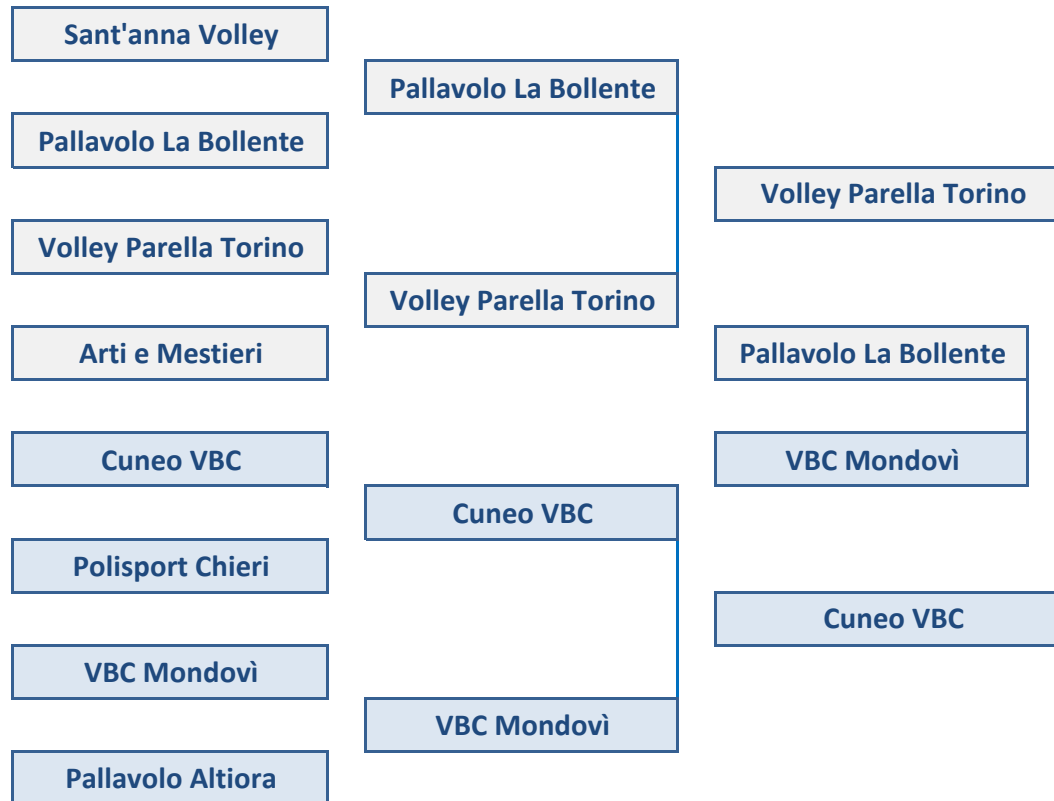 Sant'anna Volley
Pallavolo La Bollente
Pallavolo La Bollente
Volley Parella Torino
Volley Parella Torino
Volley Parella Torino
Arti e Mestieri
Pallavolo La Bollente
Cuneo VBC
VBC Mondovì
Cuneo VBC
Polisport Chieri
Cuneo VBC
VBC Mondovì
VBC Mondovì
Pallavolo Altiora